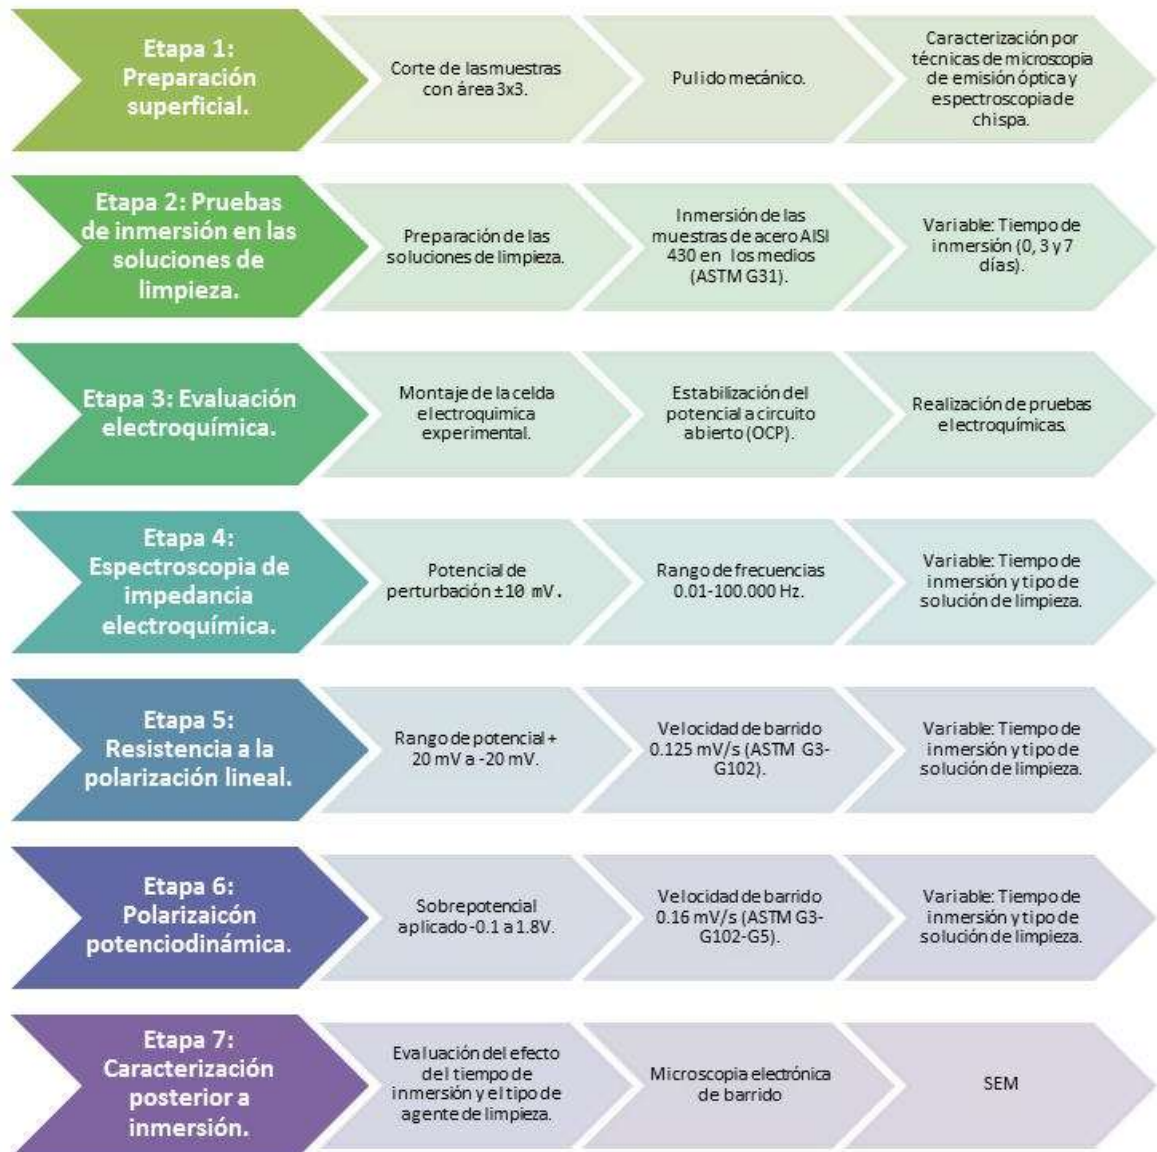 Etapa 1:
Preparación
superficial.
Corte de las muestras
con área 3x3.
Pulido mecánico.
Caracterización por
técnicas de microscopia
de emisión óptica y
espectroscopia de
chispa.
Etapa 2: Pruebas
de inmersión en las
soluciones de
limpieza.
Preparación de las
soluciones de limpieza.
Inmersión de las
muestras de acero AISI
430 en los medios
(ASTM G31).
Variable: Tiempo de
inmersión (0, 3 y 7
días).
Etapa 3: Evaluación
electroquímica.
Montaje de la celda
electroquimica
experimental.
Estabilización del
potencial a circuito
abierto (OCP).
Realización de pruebas
electroquímicas.
Etapa 4:
Espectroscopia de
impedancia
electroquímica.
Potencial de
perturbación ±10 mV.
Rango de frecuencias
0.01-100.000 Hz.
Variable: Tiempo de
inmersión y tipo de
solución de limpieza.
Etapa 5:
Resistencia a la
polarización lineal.
Rango de potencial +
20 mV a -20 mV.
Velocidad de barrido
0.125 mV/s (ASTM G3-
G102).
Variable: Tiempo de
inmersión y tipo de
solución de limpieza.
Etapa 6:
Polarizaicón
potenciodinámica.
Sobrepotencial
aplicado -0.1 a 1.8V.
Velocidad de barrido
0.16 mV/s (ASTM G3-
G102-G5).
Variable: Tiempo de
inmersión y tipo de
solución de limpieza.
Etapa 7:
Caracterización
posterior a
inmersión.
Evaluación del efecto
del tiempo de
inmersión y el tipo de
agente de limpieza.
Microscopia electrónica
de barrido
SEM